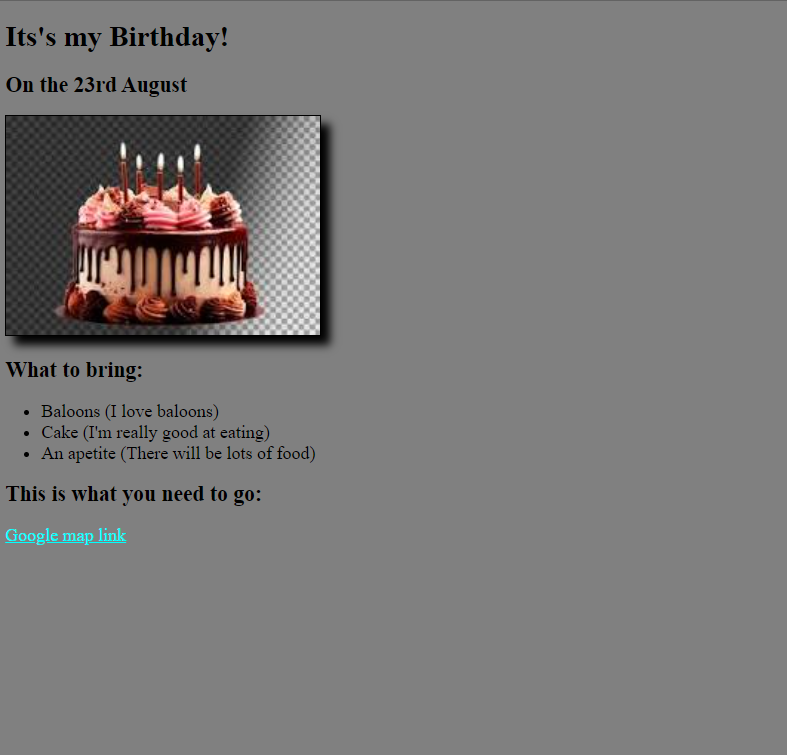 Its's my Birthday!
On the 23rd August
What to bring:
Baloons (I love baloons)
Cake (I'm really good at eating)
An apetite (There will be lots of food)
This is what you need to go:
Google map link